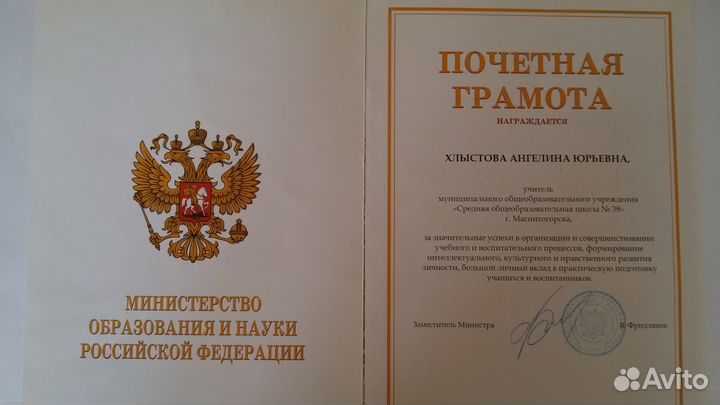 МИНИСТЕРСТВО
ОБРАЗОВАНИЯ И НАУКИ
РОССИЙСКОЙ ФЕДЕРАЦИИ
ПОЧЕТНАЯ
ГРАМОТА
НАГРАЖДАЕТСЯ
ХЛЫСТОВА АНГЕЛИНА ЮРЬЕВНА,
учитель
муниципального общеобразовательного учреждения
«Средняя общеобразовательная школа № 39»
г. Магнитогорска,
за значительные успехи в организации и совершенствовании
учебного и воспитательного процессов, формирование
интеллектуального, культурного и нравственного развития
личности, большой личный вклад в практическую подготовку
учащихся и воспитанников.
Заместитель Министра В. Фридлянов
Avito